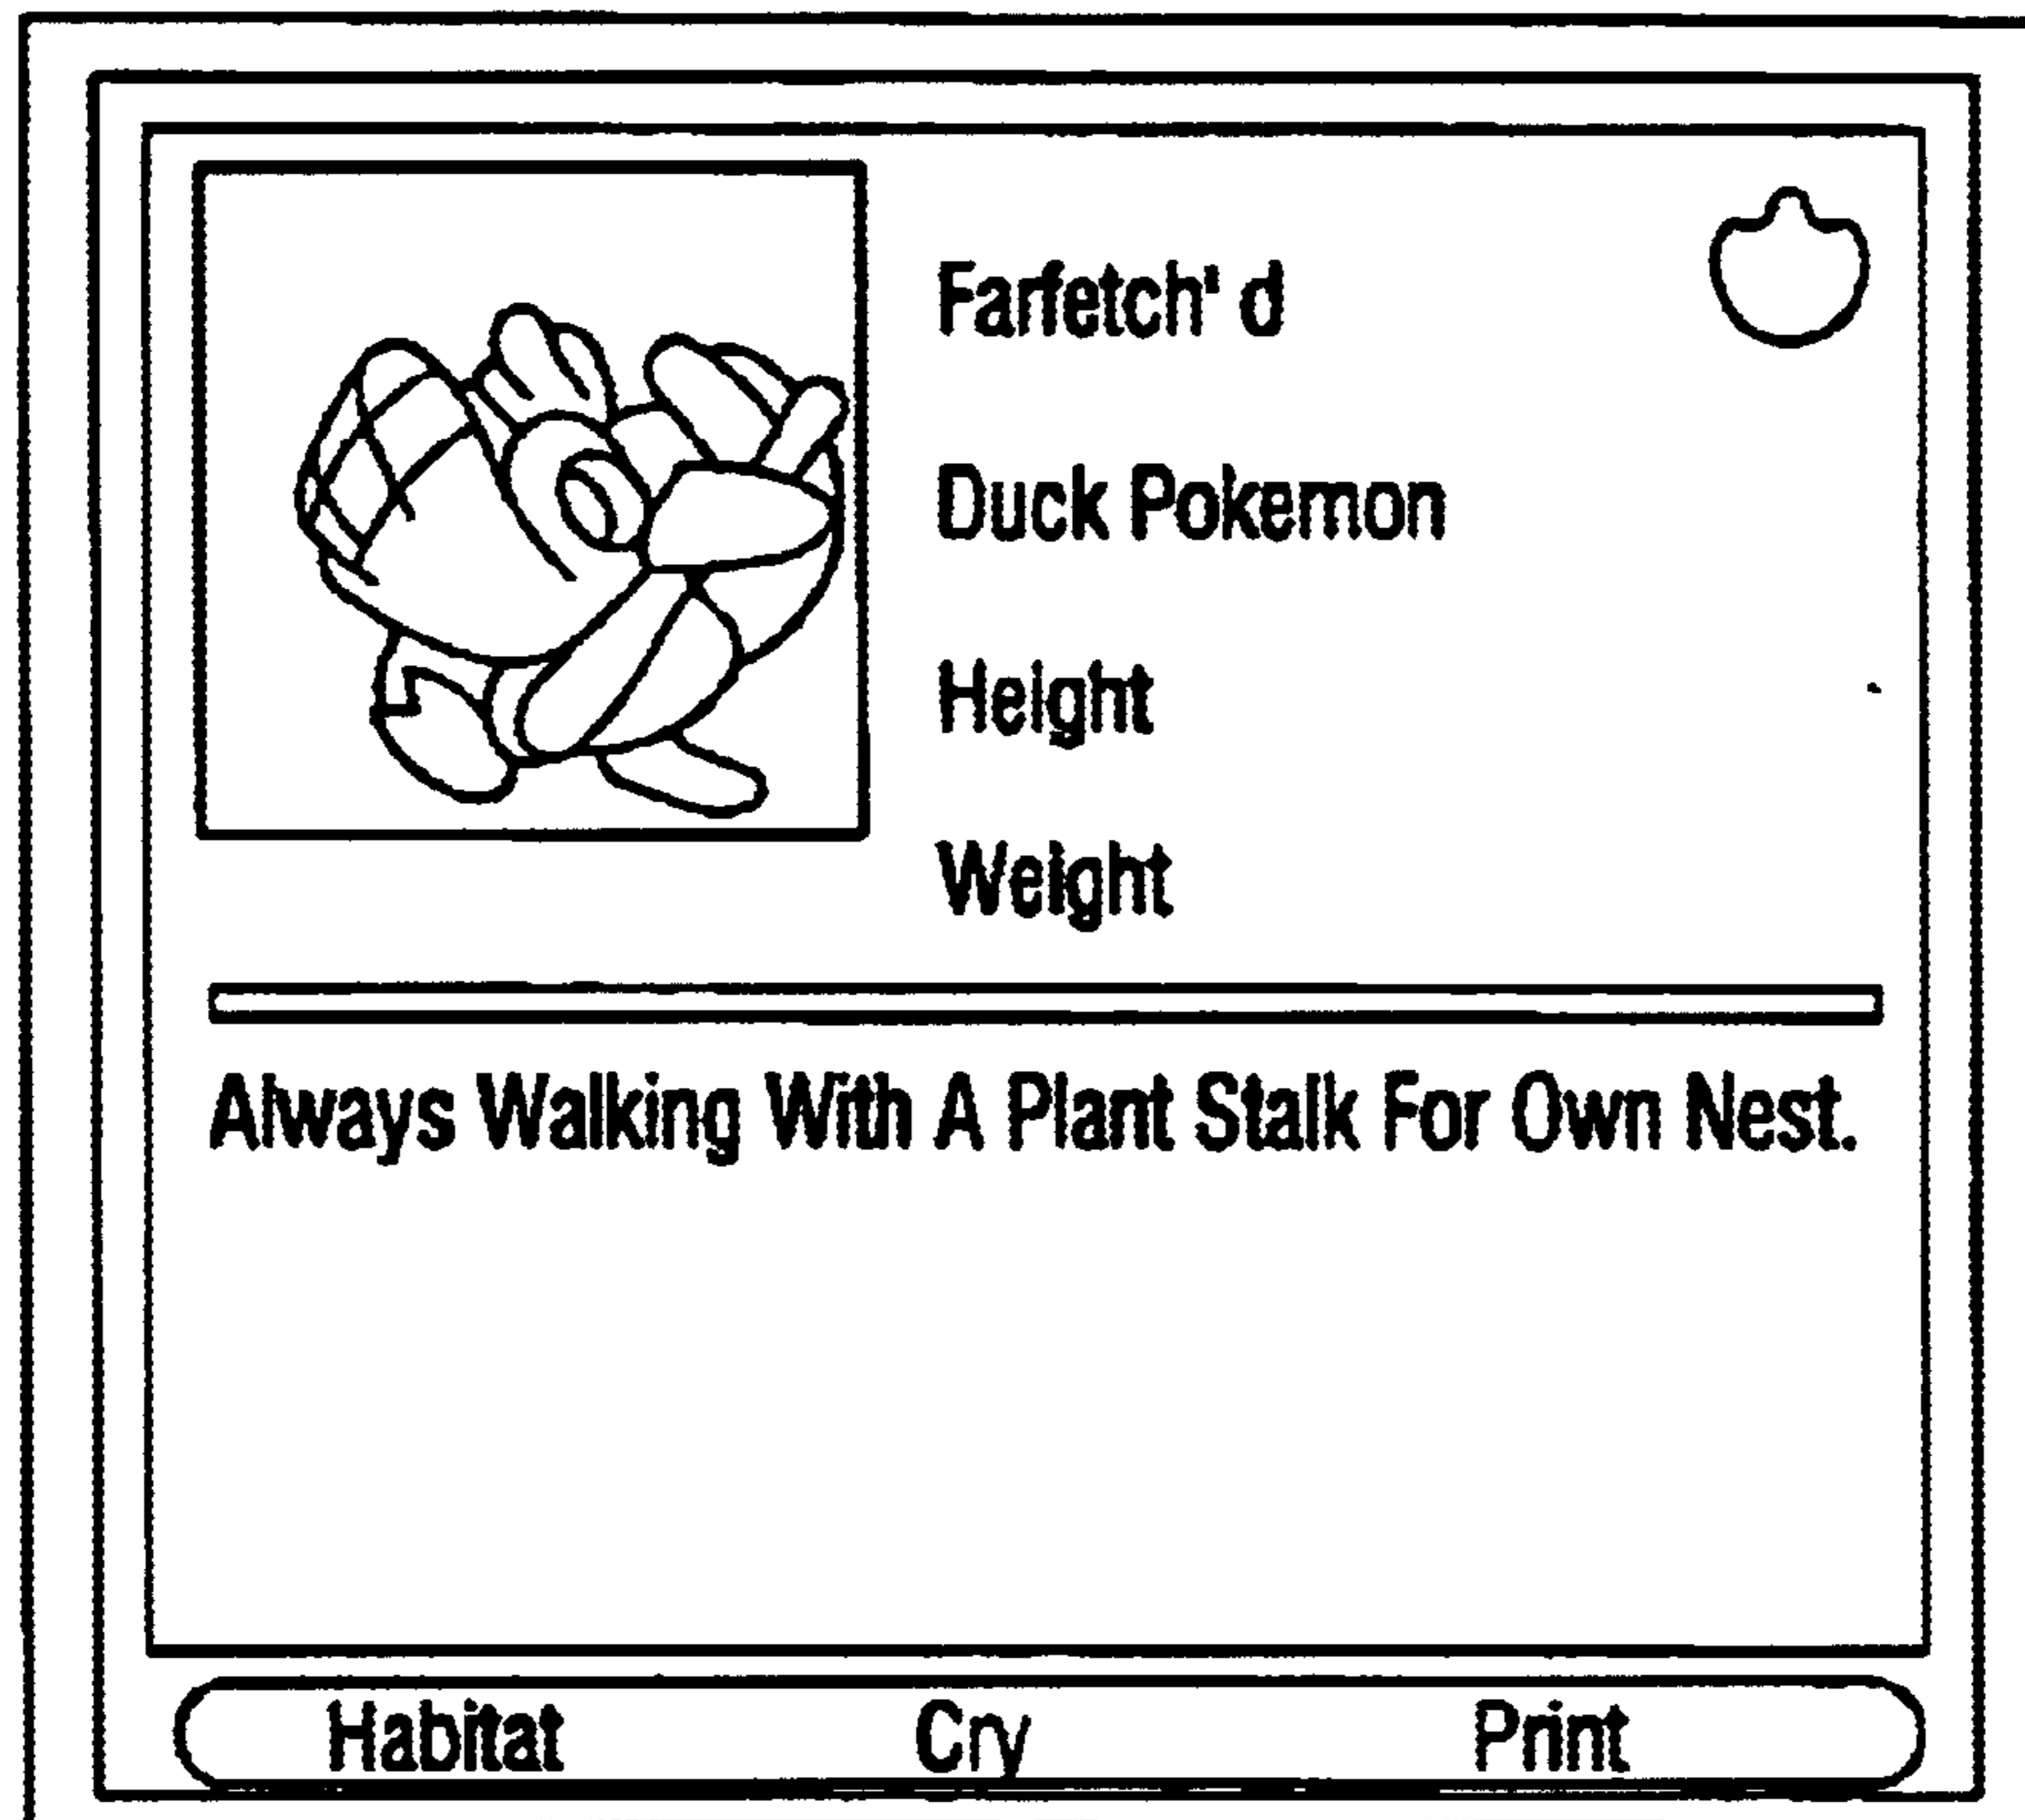 Farfetch' d
Duck Pokemon
Height
Weight
Always Walking With A Plant Stalk For Own Nest.
Habitat Cry Print